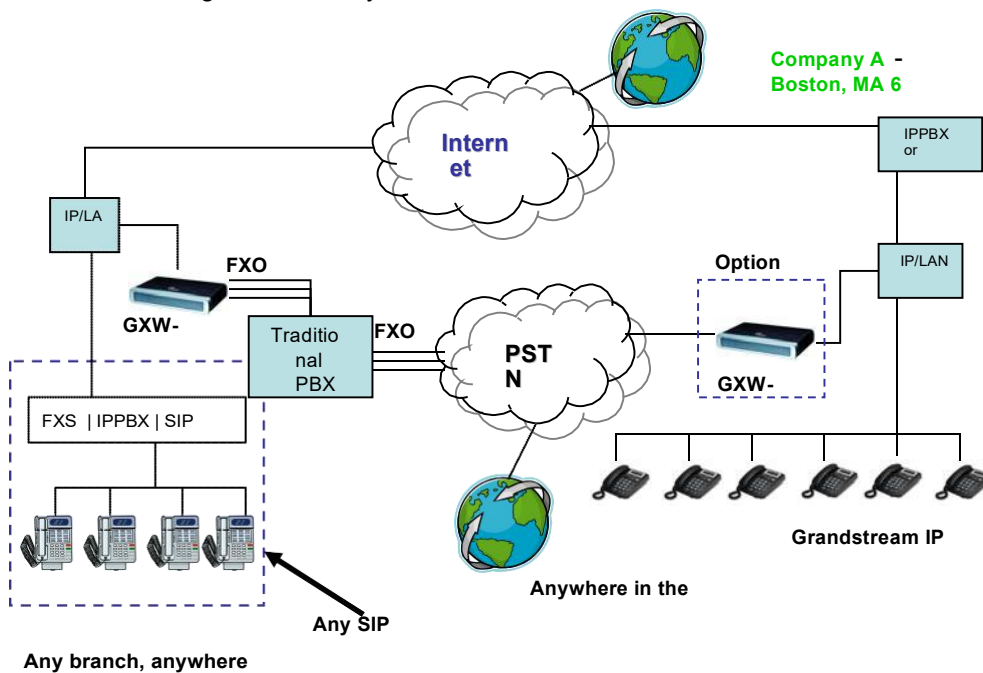 Company A -
Boston, MA 6
Intern
et
IPPBX
or
IP/LA
IP/LAN
FXO
Option
GXW-
Traditio
nal
PBX
FXO
PST
N
GXW-
FXS | IPPBX | SIP
Grandstream IP
Anywhere in the
Any SIP
Any branch, anywhere